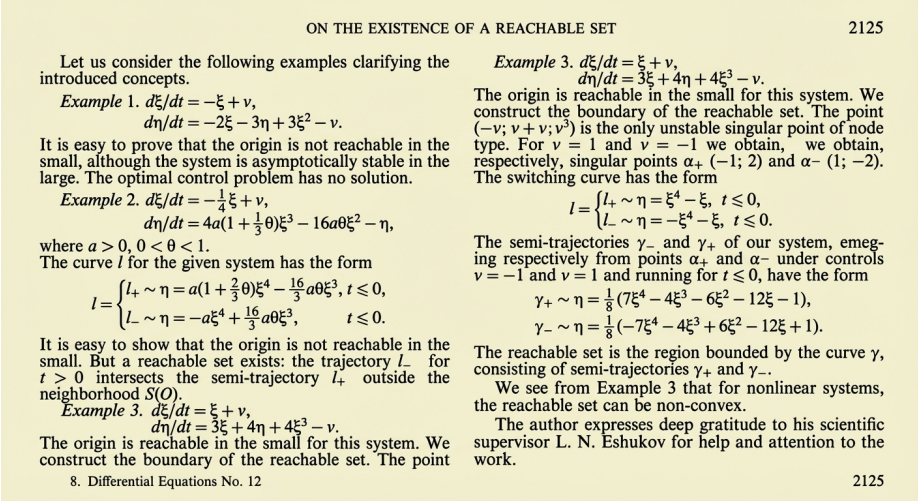 ON THE EXISTENCE OF A REACHABLE SET 2125
Let us consider the following examples clarifying the
introduced concepts.
Example 1. dξ/dt = −ξ + ν,
dη/dt = −2ξ − 3η + 3ξ² − ν.
It is easy to prove that the origin is not reachable in the
small, although the system is asymptotically stable in the
large. The optimal control problem has no solution.
Example 2. dξ/dt = −¼ξ + ν,
dη/dt = 4a(1 + ⅓θ)ξ³ − 16aθξ² − η,
where a > 0, 0 < θ < 1.
The curve l for the given system has the form
l = { l₊ ∼ η = a(1 + ⅔θ)ξ⁴ − 16/3 aθξ³, t ⩽ 0,
l₋ ∼ η = −aξ⁴ + 16/3 aθξ³, t ⩽ 0.
It is easy to show that the origin is not reachable in the
small. But a reachable set exists: the trajectory l₋ for
t > 0 intersects the semi-trajectory l₊ outside the
neighborhood S(O).
Example 3. dξ/dt = ξ + ν,
dη/dt = 3ξ + 4η + 4ξ³ − ν.
The origin is reachable in the small for this system. We
construct the boundary of the reachable set. The point
8. Differential Equations No. 12
Example 3. dξ/dt = ξ + ν,
dη/dt = 3ξ + 4η + 4ξ³ − ν.
The origin is reachable in the small for this system. We
construct the boundary of the reachable set. The point
(−ν; ν + ν; ν³) is the only unstable singular point of node
type. For ν = 1 and ν = −1 we obtain, we obtain,
respectively, singular points α₊ (−1; 2) and α− (1; −2).
The switching curve has the form
l = { l₊ ∼ η = ξ⁴ − ξ, t ⩽ 0,
l₋ ∼ η = −ξ⁴ − ξ, t ⩽ 0.
The semi-trajectories γ₋ and γ₊ of our system, emeg-
ing respectively from points α₊ and α− under controls
ν = −1 and ν = 1 and running for t ⩽ 0, have the form
γ₊ ∼ η = ⅛(7ξ⁴ − 4ξ³ − 6ξ² − 12ξ − 1),
γ₋ ∼ η = ⅛(−7ξ⁴ − 4ξ³ + 6ξ² − 12ξ + 1).
The reachable set is the region bounded by the curve γ,
consisting of semi-trajectories γ₊ and γ₋.
We see from Example 3 that for nonlinear systems,
the reachable set can be non-convex.
The author expresses deep gratitude to his scientific
supervisor L. N. Eshukov for help and attention to the
work.
2125